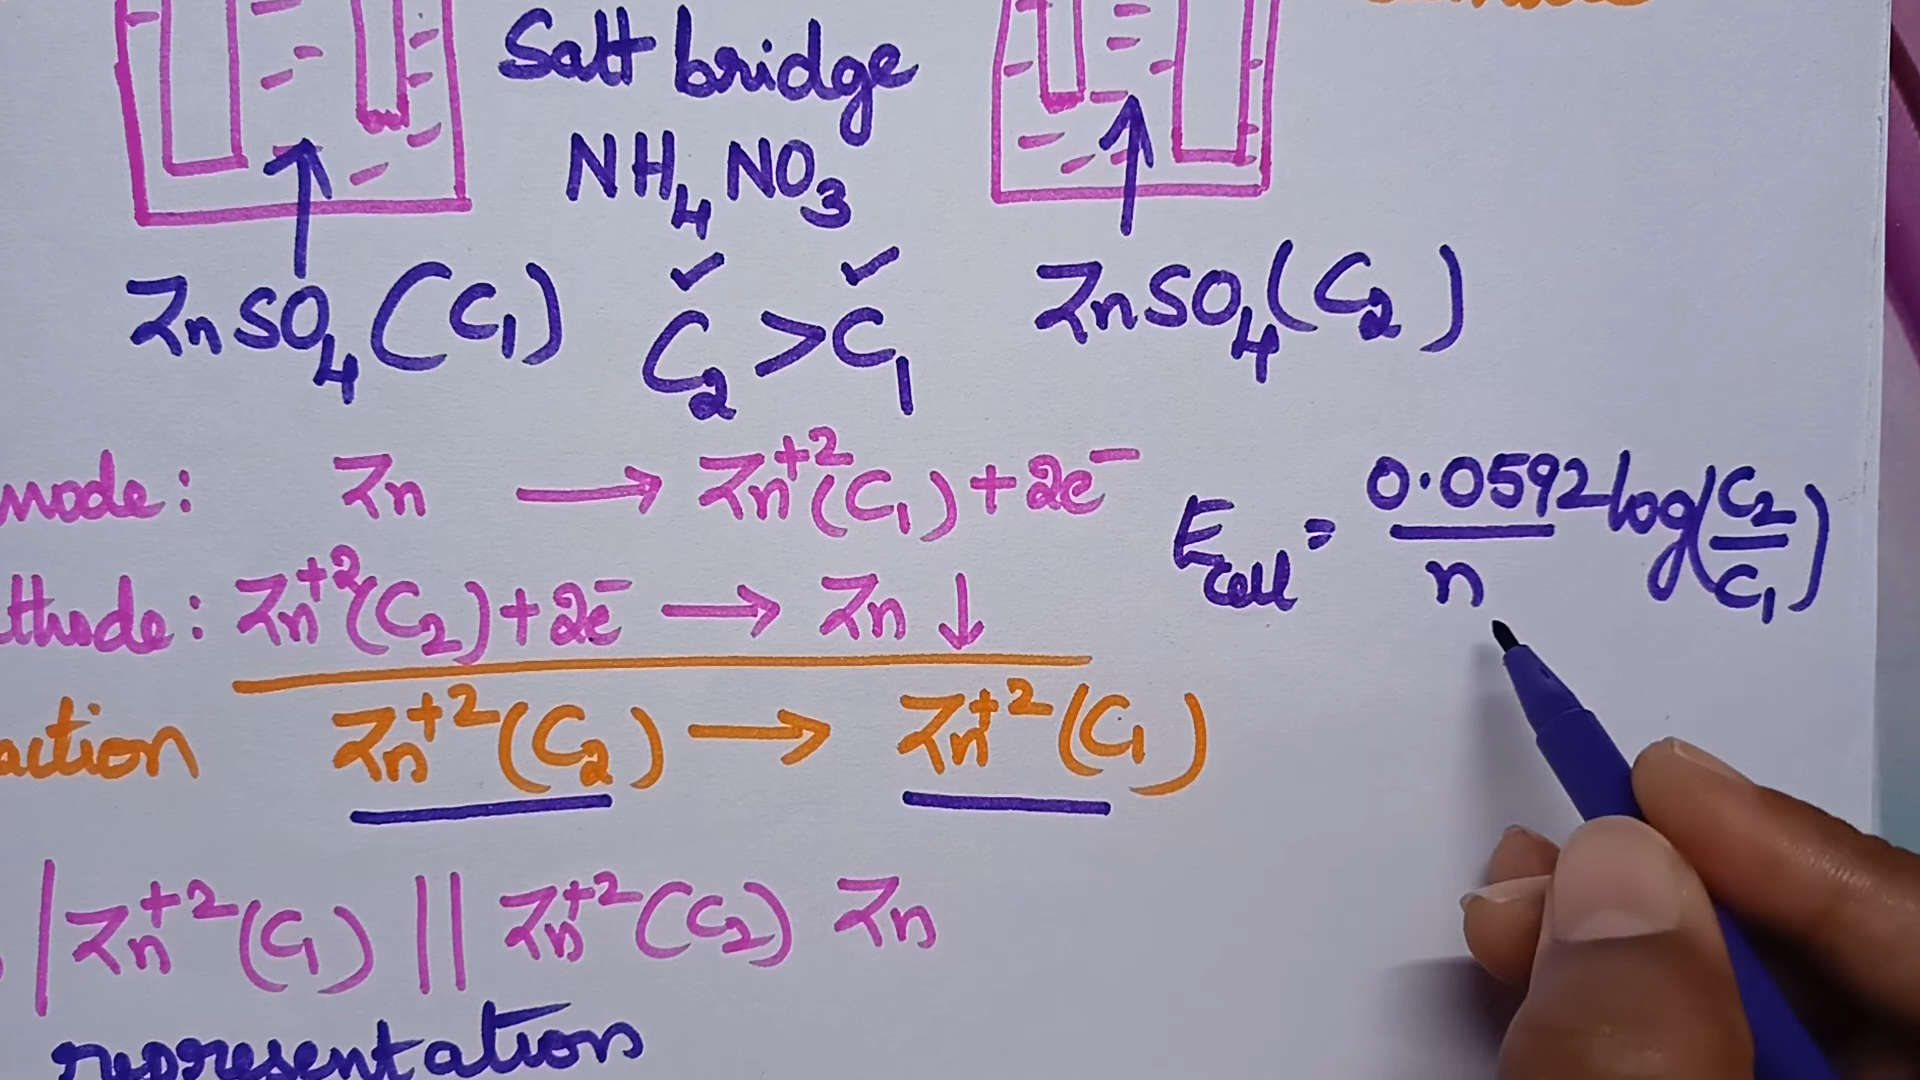 Salt bridge
NH4NO3
ZnSO4(C1) C2 > C1 ZnSO4(C2)
node: Zn → Zn+2(C1) + 2e−
thode: Zn+2(C2) + 2e− → Zn ↓
Ecell = 0.0592/n log(C2/C1)
action Zn+2(C2) → Zn+2(C1)
| Zn+2(C1) || Zn+2(C2) Zn
representation